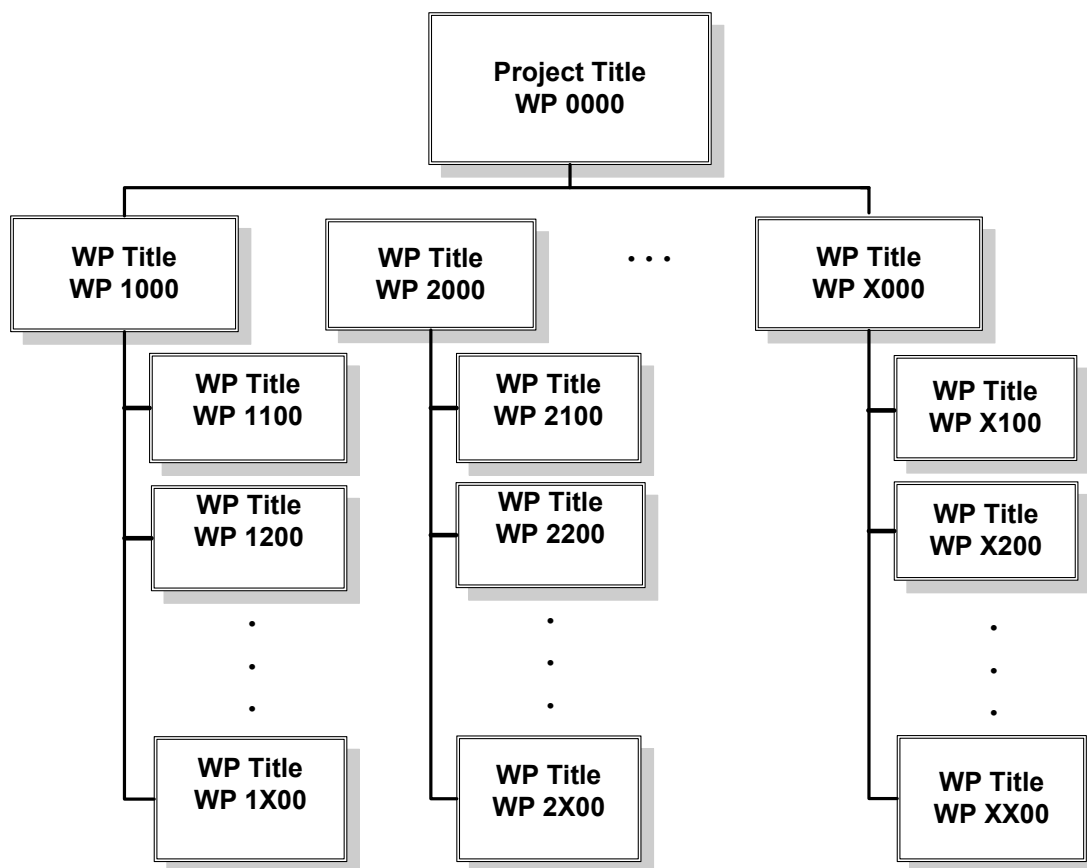 Project Title
WP 0000
WP Title
WP 1000
WP Title
WP 2000
. . .
WP Title
WP X000
WP Title
WP 1100
WP Title
WP 2100
WP Title
WP X100
WP Title
WP 1200
WP Title
WP 2200
WP Title
WP X200
.
.
.
.
.
.
.
.
.
WP Title
WP 1X00
WP Title
WP 2X00
WP Title
WP XX00